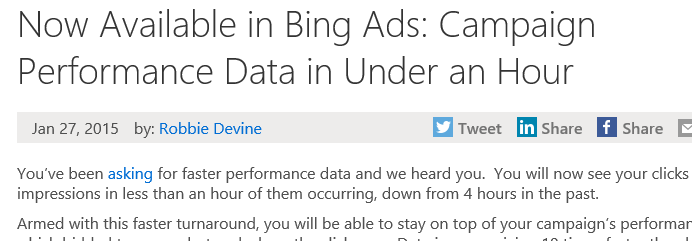 Now Available in Bing Ads: Campaign
Performance Data in Under an Hour
Jan 27, 2015 by: Robbie Devine Tweet Share Share
You've been asking for faster performance data and we heard you. You will now see your clicks
impressions in less than an hour of them occurring, down from 4 hours in the past.
Armed with this faster turnaround, you will be able to stay on top of your campaign's performan